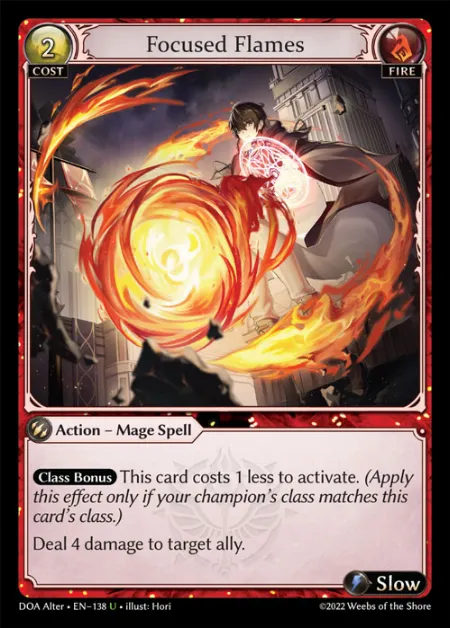 2
Focused Flames
COST
FIRE
Action – Mage Spell
Class Bonus This card costs 1 less to activate. (Apply
this effect only if your champion's class matches this
card's class.)
Deal 4 damage to target ally.
Slow
DOA Alter • EN-138 U • illust: Hori
©2022 Weebs of the Shore